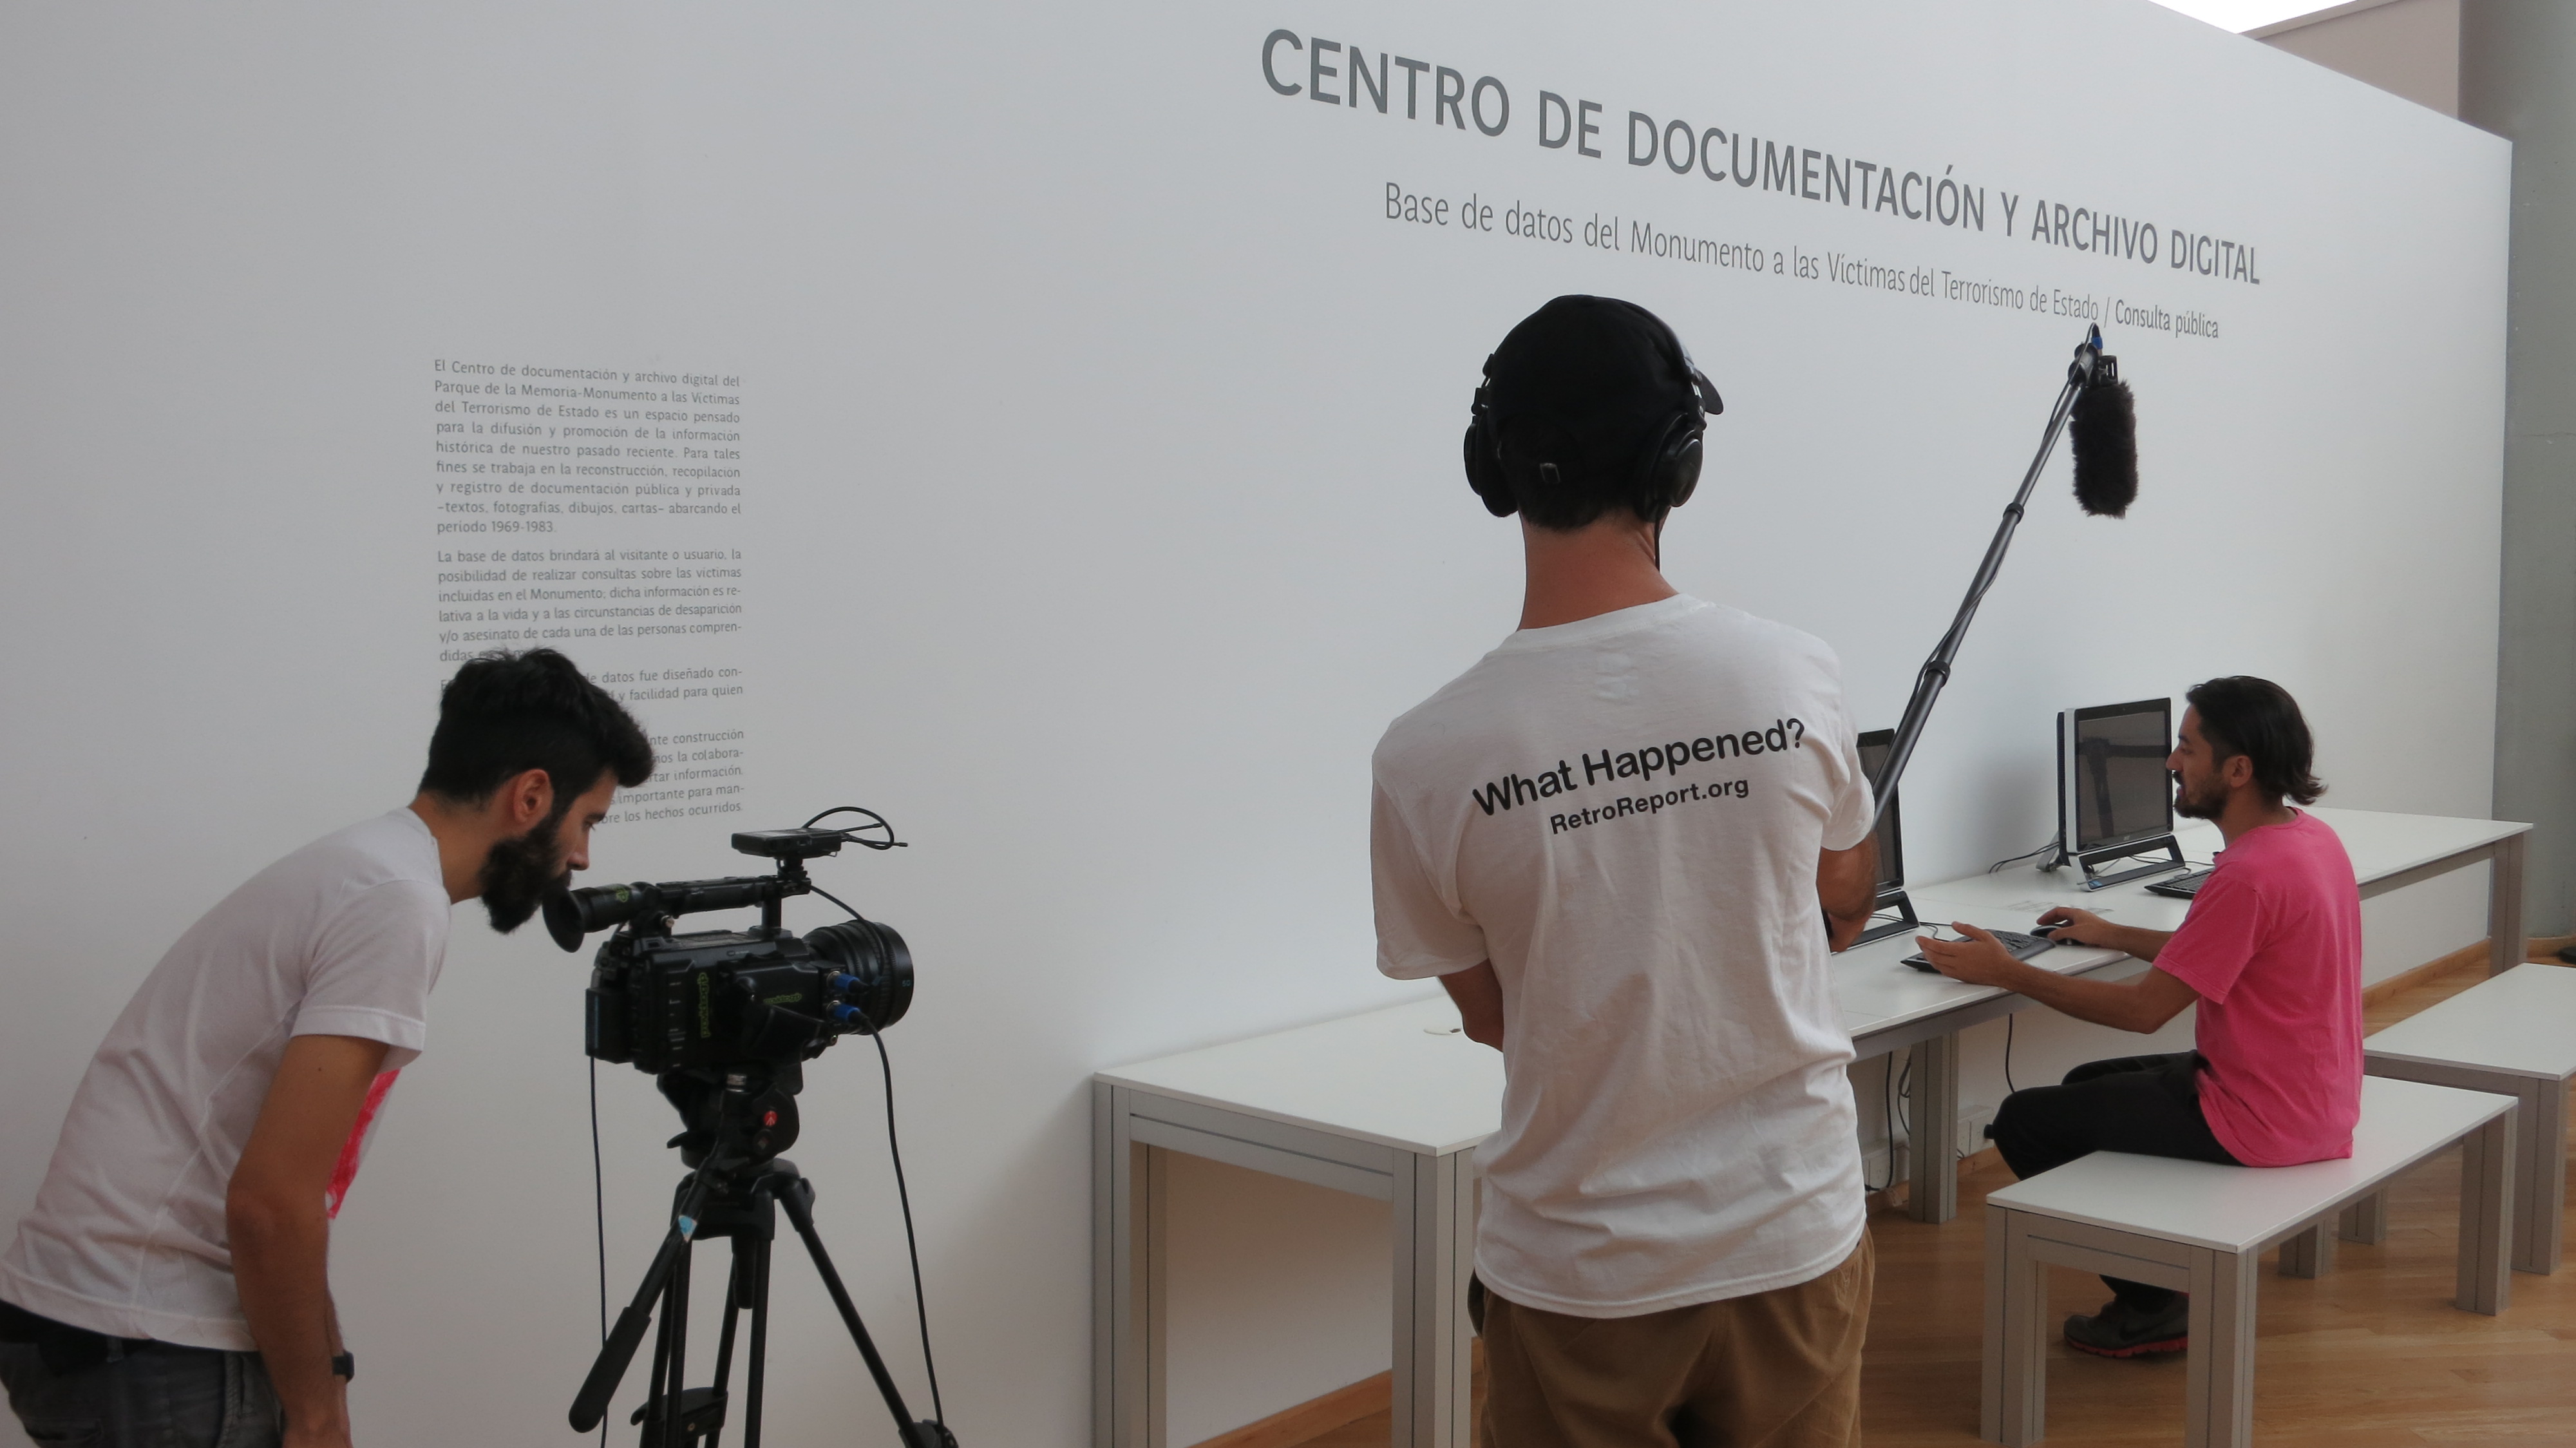 CENTRO DE DOCUMENTACIÓN Y ARCHIVO DIGITAL
Base de datos del Monumento a las Víctimas del Terrorismo de Estado / Consulta pública
El Centro de documentación y archivo digital del
Parque de la Memoria-Monumento a las Víctimas
del Terrorismo de Estado es un espacio pensado
para la difusión y promoción de la información
histórica de nuestro pasado reciente. Para tales
fines se trabaja en la reconstrucción, recopilación
y registro de documentación pública y privada
–textos, fotografías, dibujos, cartas– abarcando el
período 1969-1983.
La base de datos brindará al visitante o usuario, la
posibilidad de realizar consultas sobre las víctimas
incluidas en el Monumento; dicha información es re-
lativa a la vida y a las circunstancias de desaparición
y/o asesinato de cada una de las personas compren-
didas
de datos fue diseñado con-
y facilidad para quien
construcción
la colabora-
información.
importante para man-
los hechos ocurridos.
What Happened?
RetroReport.org